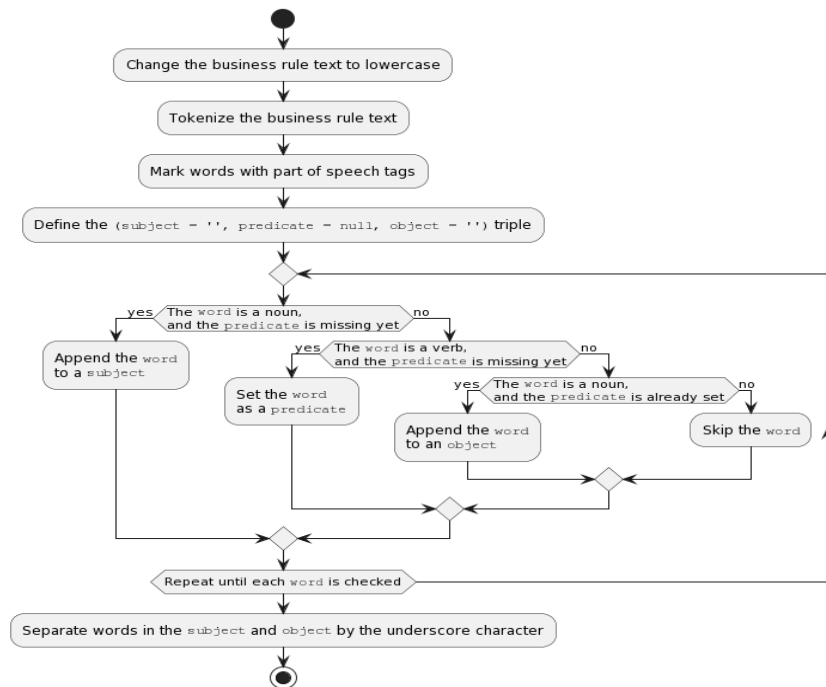 Change the business rule text to lowercase
Tokenize the business rule text
Mark words with part of speech tags
Define the (subject - '', predicate - null, object - '') triple
yes
The word is a noun,
and the predicate is missing yet
no
Append the word
to a subject
yes
The word is a verb,
and the predicate is missing yet
no
Set the word
as a predicate
yes
The word is a noun,
and the predicate is already set
no
Append the word
to an object
Skip the word
Repeat until each word is checked
Separate words in the subject and object by the underscore character